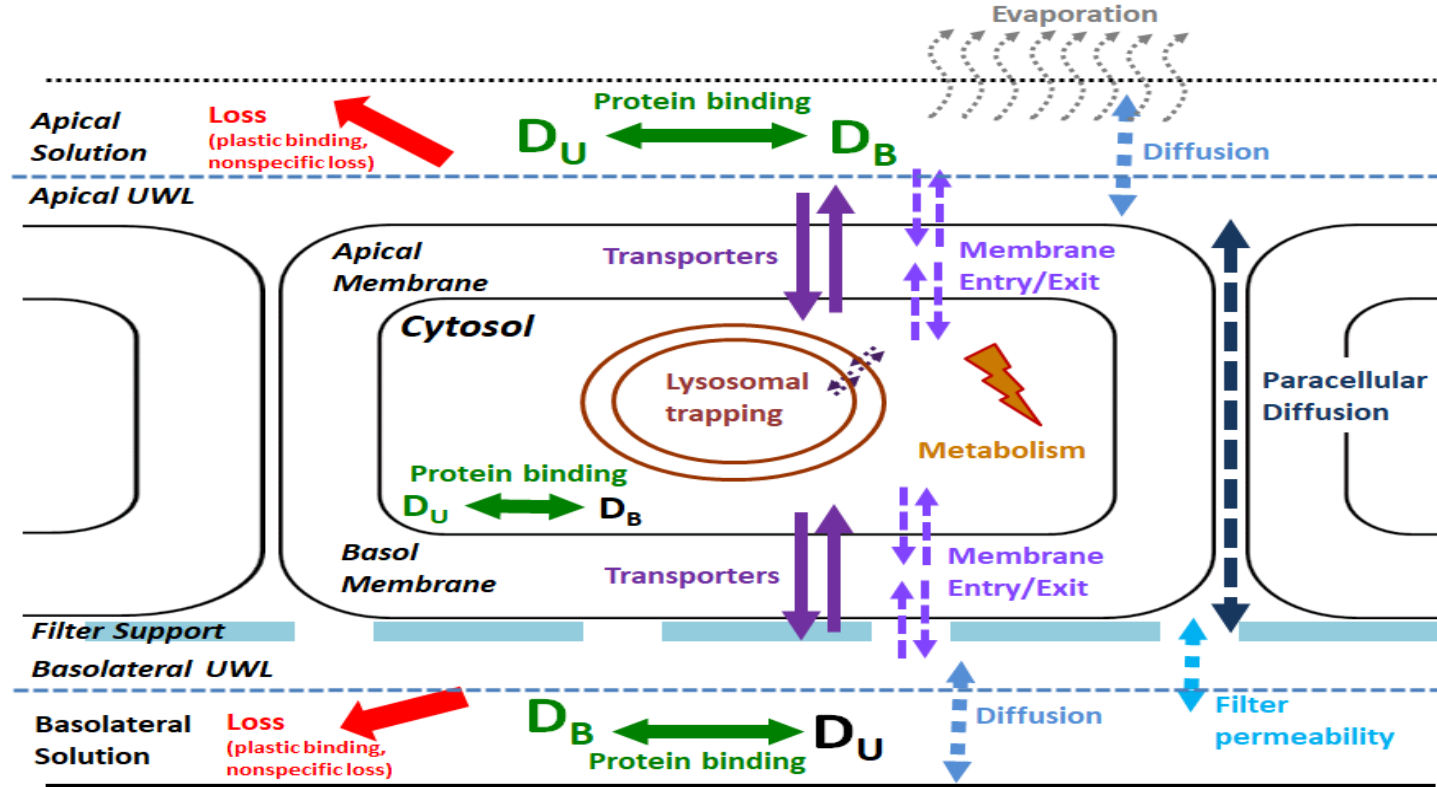 Evaporation
Apical
Solution
Loss
(plastic binding,
nonspecific loss)
Protein binding
DU
DB
Diffusion
Apical UWL
Apical
Membrane
Transporters
Membrane
Entry/Exit
Cytosol
Lysosomal
trapping
Metabolism
Paracellular
Diffusion
Protein binding
DU
DB
Basol
Membrane
Transporters
Membrane
Entry/Exit
Filter Support
Basolateral UWL
Basolateral
Solution
Loss
(plastic binding,
nonspecific loss)
DB
DU
Protein binding
Diffusion
Filter
permeability